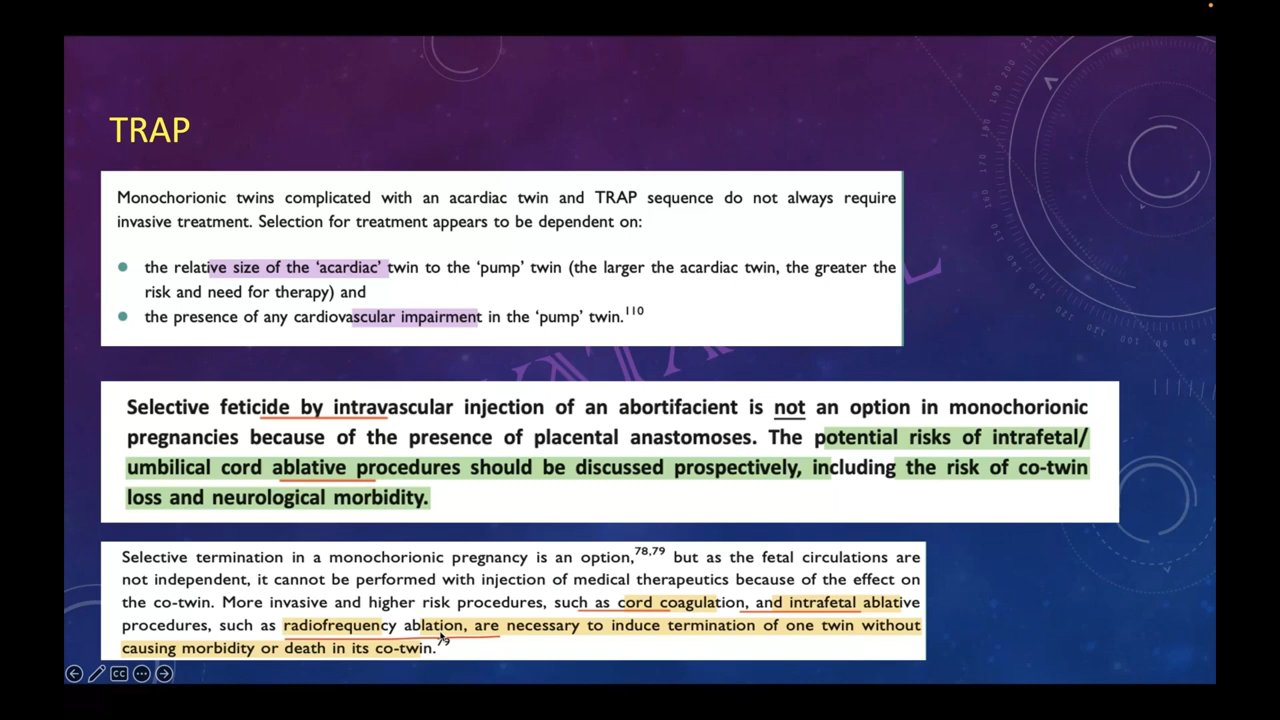 TRAP
Monochorionic twins complicated with an acardiac twin and TRAP sequence do not always require
invasive treatment. Selection for treatment appears to be dependent on:
the relative size of the ‘acardiac’ twin to the ‘pump’ twin (the larger the acardiac twin, the greater the
risk and need for therapy) and
the presence of any cardiovascular impairment in the ‘pump’ twin.110
Selective feticide by intravascular injection of an abortifacient is not an option in monochorionic
pregnancies because of the presence of placental anastomoses. The potential risks of intrafetal/
umbilical cord ablative procedures should be discussed prospectively, including the risk of co-twin
loss and neurological morbidity.
Selective termination in a monochorionic pregnancy is an option,78,79 but as the fetal circulations are
not independent, it cannot be performed with injection of medical therapeutics because of the effect on
the co-twin. More invasive and higher risk procedures, such as cord coagulation, and intrafetal ablative
procedures, such as radiofrequency ablation, are necessary to induce termination of one twin without
causing morbidity or death in its co-twin.79
CC